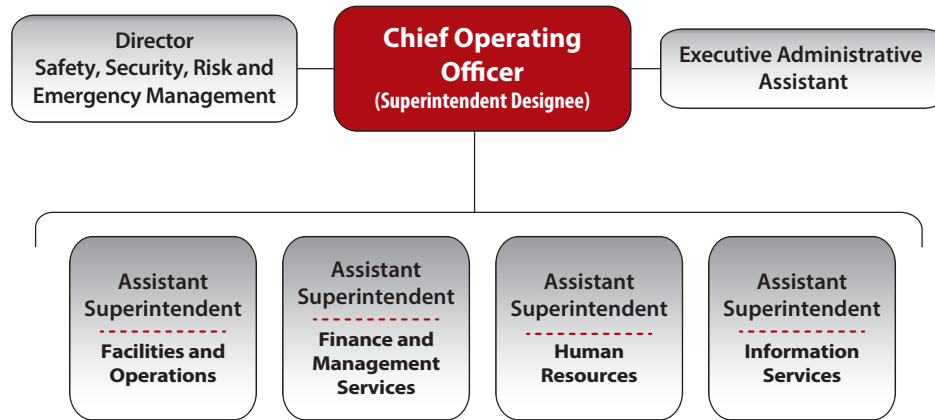 Director
Safety, Security, Risk and
Emergency Management
Chief Operating
Officer
(Superintendent Designee)
Executive Administrative
Assistant
Assistant
Superintendent
Facilities and
Operations
Assistant
Superintendent
Finance and
Management
Services
Assistant
Superintendent
Human
Resources
Assistant
Superintendent
Information
Services